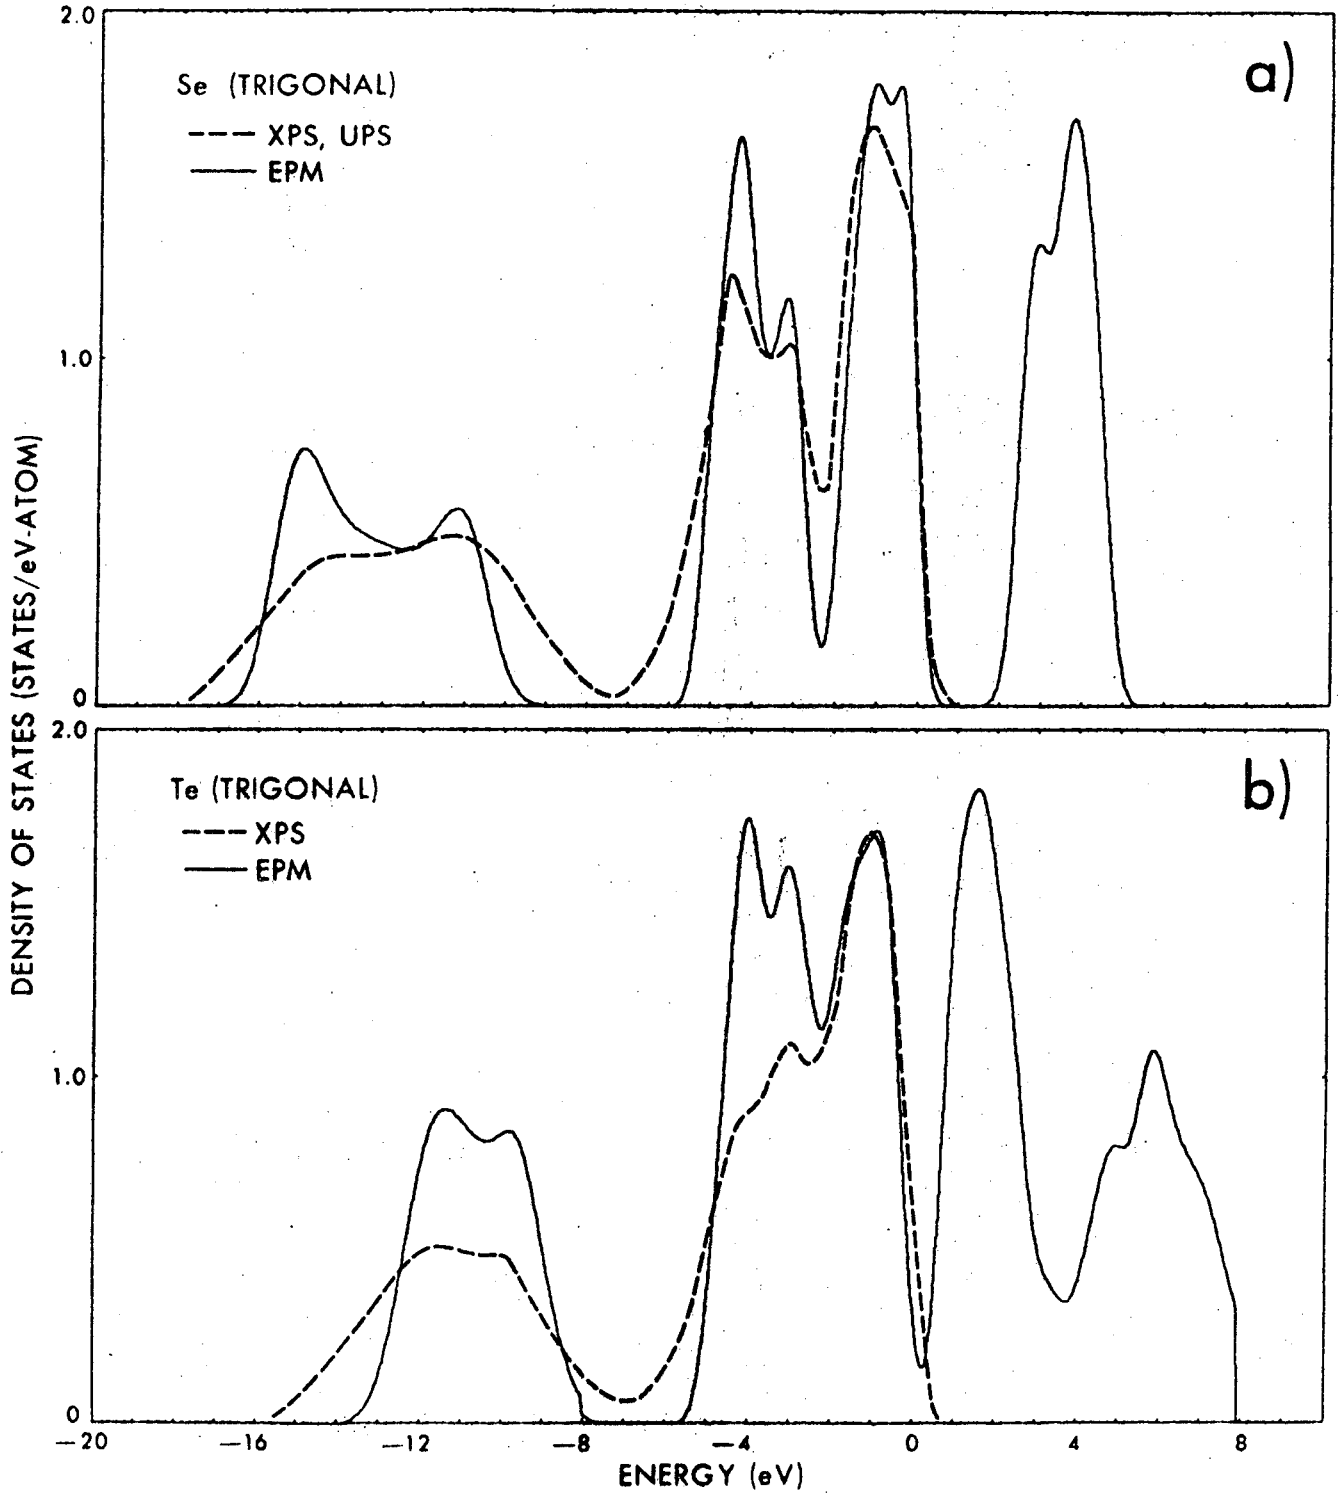 2.0
a)
Se (TRIGONAL)
--- XPS, UPS
— EPM
1.0
0
DENSITY OF STATES (STATES/eV-ATOM)
2.0
b)
Te (TRIGONAL)
--- XPS
— EPM
1.0
0
—20 —16 —12 —8 —4 0 4 8
ENERGY (eV)